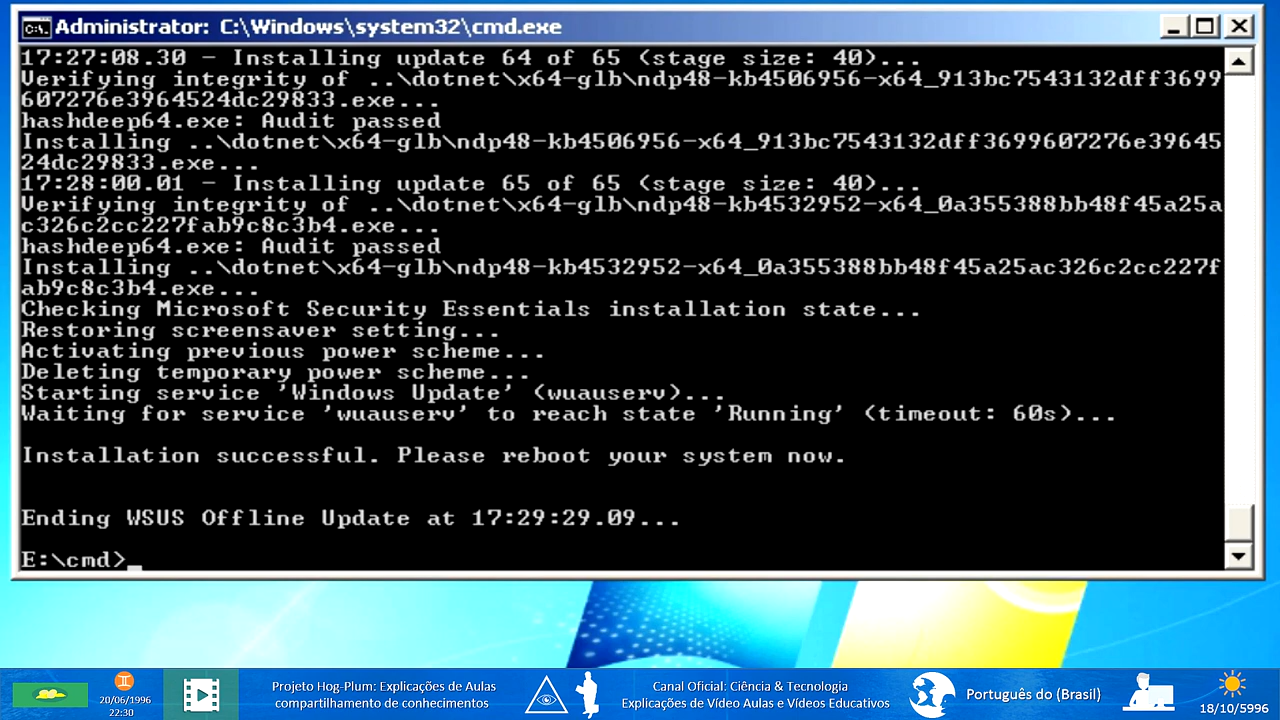 Administrator: C:\Windows\system32\cmd.exe
17:27:08.30 - Installing update 64 of 65 (stage size: 40)...
Verifying integrity of ..\dotnet\x64-glb\ndp48-kb4506956-x64_913bc7543132dff3699
607276e3964524dc29833.exe...
hashdeep64.exe: Audit passed
Installing ..\dotnet\x64-glb\ndp48-kb4506956-x64_913bc7543132dff3699607276e39645
24dc29833.exe...
17:28:00.01 - Installing update 65 of 65 (stage size: 40)...
Verifying integrity of ..\dotnet\x64-glb\ndp48-kb4532952-x64_0a355388bb48f45a25a
c326c2cc227fab9c8c3b4.exe...
hashdeep64.exe: Audit passed
Installing ..\dotnet\x64-glb\ndp48-kb4532952-x64_0a355388bb48f45a25ac326c2cc227f
ab9c8c3b4.exe...
Checking Microsoft Security Essentials installation state...
Restoring screensaver setting...
Activating previous power scheme...
Deleting temporary power scheme...
Starting service 'Windows Update' (wuauserv)...
Waiting for service 'wuauserv' to reach state 'Running' (timeout: 60s)...
Installation successful. Please reboot your system now.
Ending WSUS Offline Update at 17:29:29.09...
E:\cmd>_
20/06/1996
22:30
Projeto Hog-Plum: Explicações de Aulas
compartilhamento de conhecimentos
Canal Oficial: Ciência & Tecnologia
Explicações de Vídeo Aulas e Vídeos Educativos
Português do (Brasil)
18/10/5996